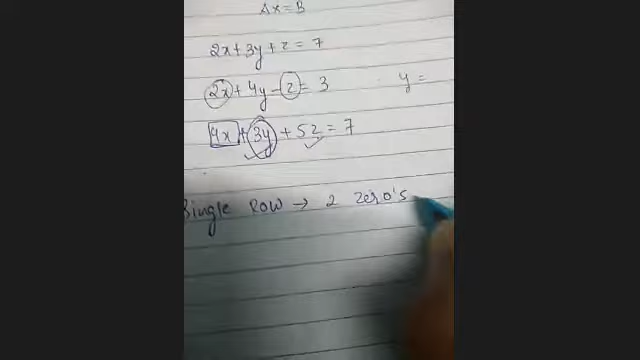 AX = B
2x + 3y + z = 7
2x + 4y - z = 3
y =
4x + 3y + 5z = 7
Single Row → 2 zero's